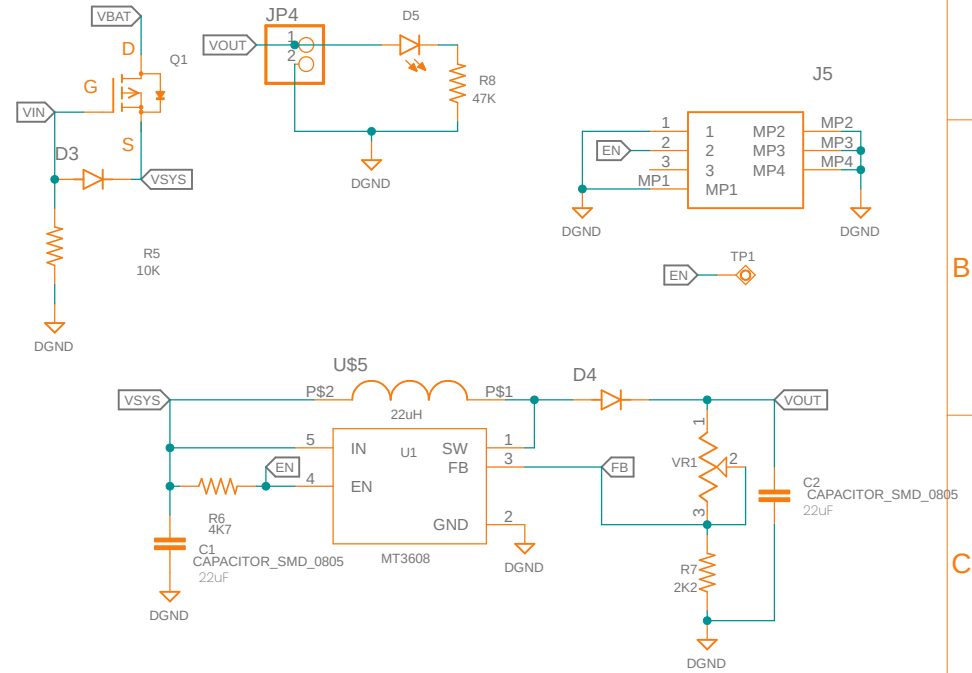 VBAT
D
Q1
G
VIN
S
D3
VSYS
R5
10K
DGND
JP4
VOUT
1
2
D5
R8
47K
DGND
J5
1
1
MP2
MP2
EN
2
2
MP3
MP3
3
3
MP4
MP4
MP1
MP1
DGND
DGND
TP1
EN
B
U$5
VSYS
P$2
P$1
22uH
D4
VOUT
5
IN
U1
SW
1
EN
4
EN
FB
3
FB
GND
2
MT3608
DGND
R6
4K7
C1
CAPACITOR_SMD_0805
22uF
DGND
1
VR1
2
3
C2
CAPACITOR_SMD_0805
22uF
R7
2K2
DGND
C